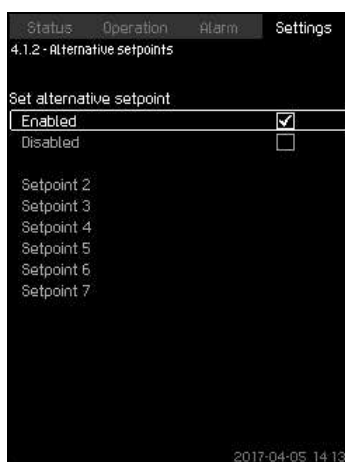 Status Operation Alarm Settings
4.1.2 - Alternative setpoints
Set alternative setpoint
Enabled
Disabled
Setpoint 2
Setpoint 3
Setpoint 4
Setpoint 5
Setpoint 6
Setpoint 7
2017-04-05 14:13